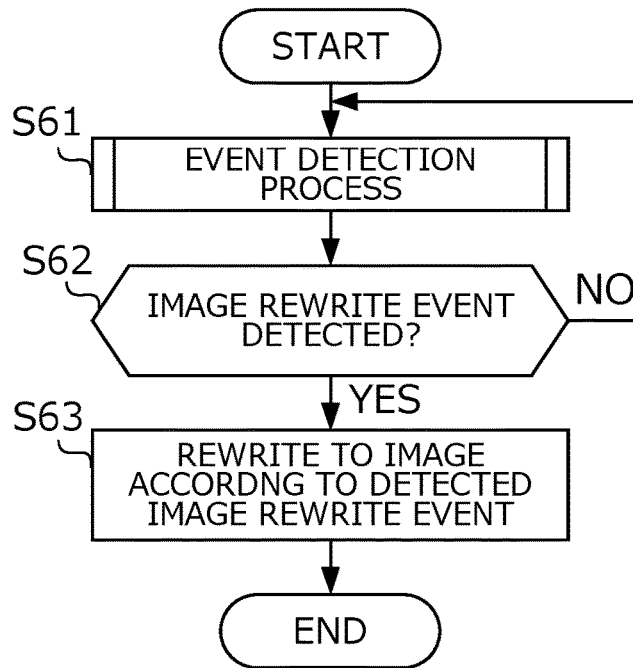 START
S61
EVENT DETECTION
PROCESS
S62
IMAGE REWRITE EVENT
DETECTED?
NO
YES
S63
REWRITE TO IMAGE
ACCORDNG TO DETECTED
IMAGE REWRITE EVENT
END